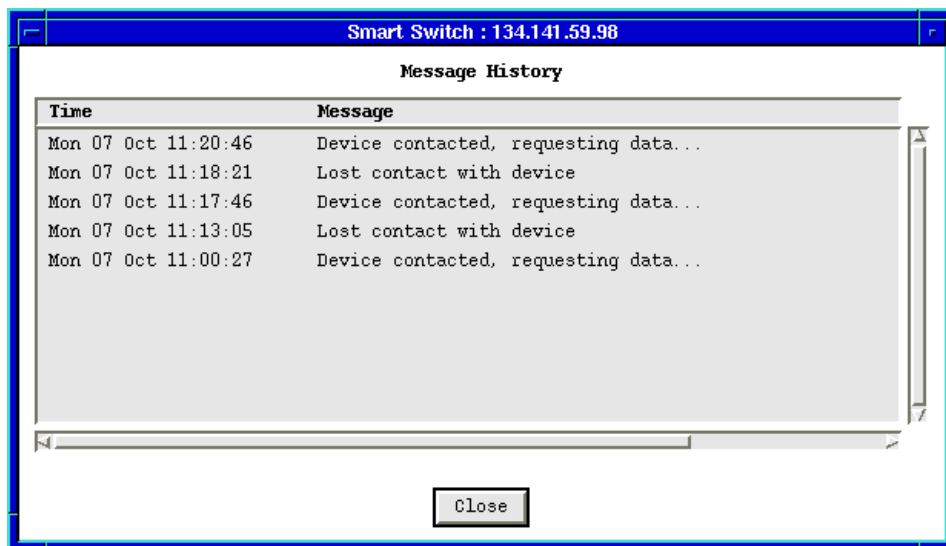 Smart Switch : 134.141.59.98
Message History
Time Message
Mon 07 Oct 11:20:46 Device contacted, requesting data...
Mon 07 Oct 11:18:21 Lost contact with device
Mon 07 Oct 11:17:46 Device contacted, requesting data...
Mon 07 Oct 11:13:05 Lost contact with device
Mon 07 Oct 11:00:27 Device contacted, requesting data...
Close